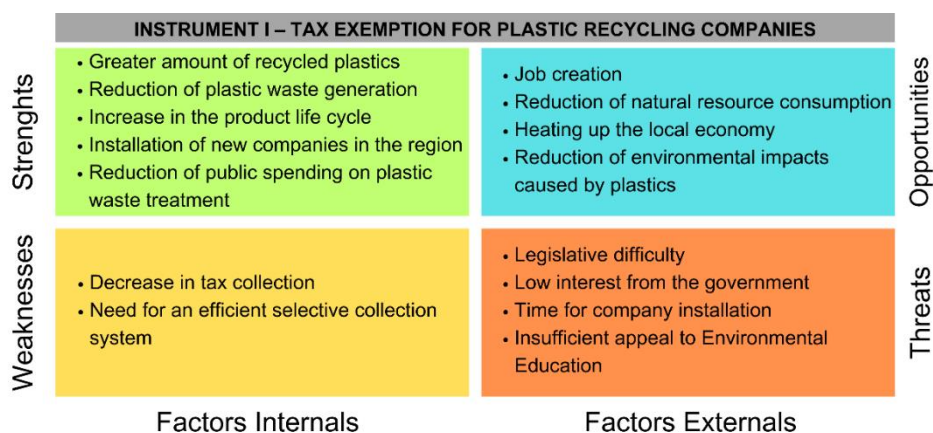 INSTRUMENT I – TAX EXEMPTION FOR PLASTIC RECYCLING COMPANIES
Strenghts
• Greater amount of recycled plastics
• Reduction of plastic waste generation
• Increase in the product life cycle
• Installation of new companies in the region
• Reduction of public spending on plastic
waste treatment
• Job creation
• Reduction of natural resource consumption
• Heating up the local economy
• Reduction of environmental impacts
caused by plastics
Opportunities
Weaknesses
• Decrease in tax collection
• Need for an efficient selective collection
system
• Legislative difficulty
• Low interest from the government
• Time for company installation
• Insufficient appeal to Environmental
Education
Threats
Factors Internals
Factors Externals